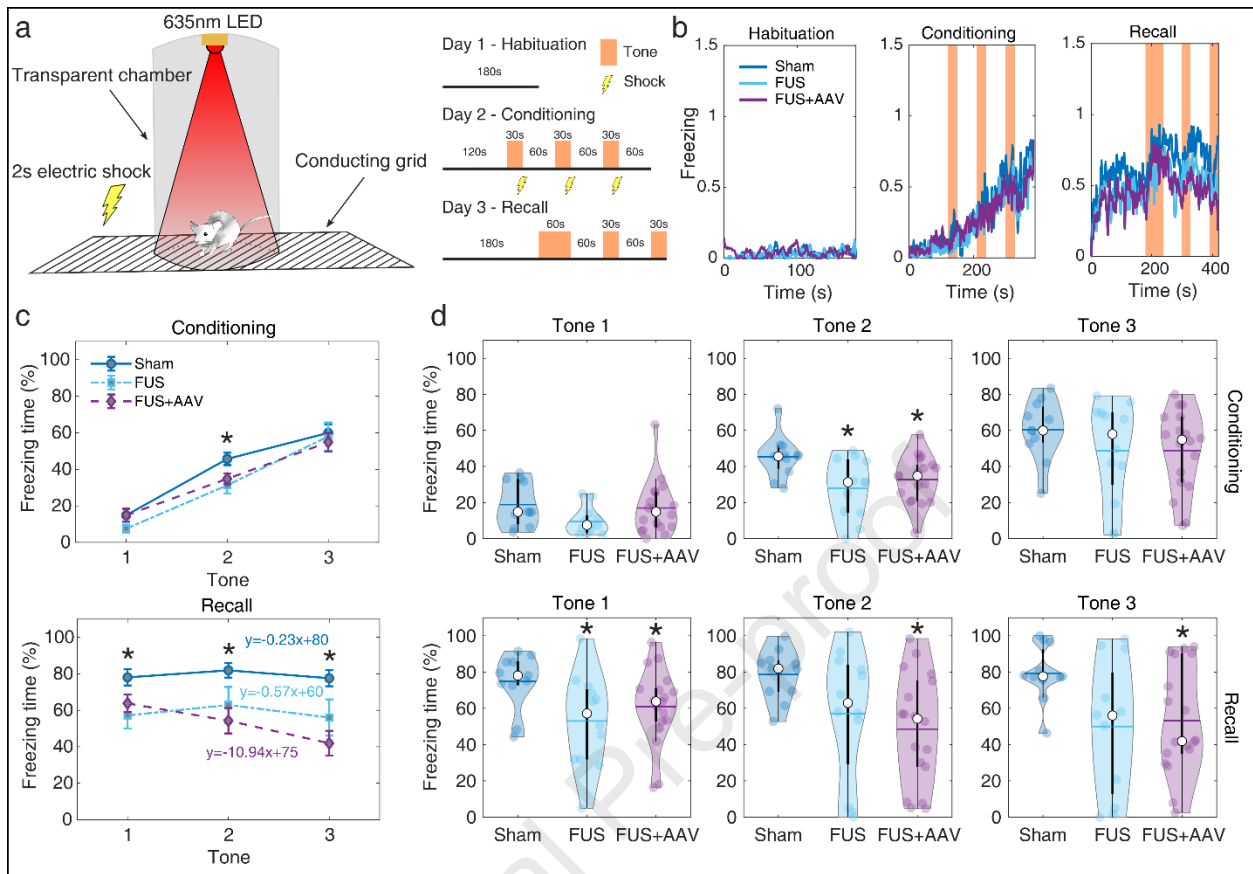 a
635nm LED
Transparent chamber
2s electric shock
Conducting grid
Day 1 - Habituation
Tone
Shock
180s
Day 2 - Conditioning
30s 30s 30s
120s 60s 60s 60s
Day 3 - Recall
60s 30s 30s
180s 60s 60s
b
Habituation Conditioning Recall
Sham
FUS
FUS+AAV
Freezing
1.5 1.5 1.5
1 1 1
0.5 0.5 0.5
0 0 0
0 100 0 200 0 200 400
Time (s) Time (s) Time (s)
c
Conditioning
Sham
FUS
FUS+AAV
Freezing time (%)
100
80
60
40
20
0
*
1 2 3
Tone
Recall
Freezing time (%)
100
80
60
40
20
0
* * *
y=-0.23x+80
y=-0.57x+60
y=-10.94x+75
1 2 3
Tone
d
Tone 1 Tone 2 Tone 3
Conditioning
Freezing time (%)
100 100 100
80 80 80
60 60 60
40 40 40
20 20 20
0 0 0
* *
Sham FUS FUS+AAV Sham FUS FUS+AAV Sham FUS FUS+AAV
Tone 1 Tone 2 Tone 3
Recall
Freezing time (%)
100 100 100
80 80 80
60 60 60
40 40 40
20 20 20
0 0 0
* * * *
Sham FUS FUS+AAV Sham FUS FUS+AAV Sham FUS FUS+AAV
al Pre-proof